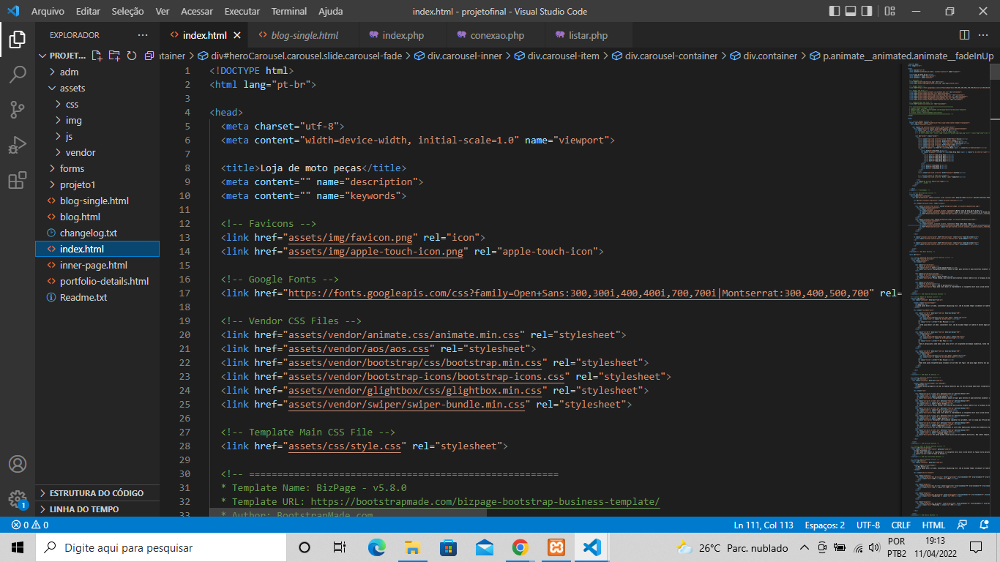 Arquivo Editar Seleção Ver Acessar Executar Terminal Ajuda index.html - projetofinal - Visual Studio Code
EXPLORADOR ··· index.html blog-single.html index.php conexao.php listar.php ···
PROJET... ntainer > div#heroCarousel.carousel.slide.carousel-fade > div.carousel-inner > div.carousel-item > div.carousel-container > div.container > p.animate__animated.animate__fadeInUp
adm
assets
css
img
js
vendor
forms
projeto1
blog-single.html
blog.html
changelog.txt
index.html
inner-page.html
portfolio-details.html
Readme.txt
ESTRUTURA DO CÓDIGO
LINHA DO TEMPO
1
1 <!DOCTYPE html>
2 <html lang="pt-br">
3
4 <head>
5 <meta charset="utf-8">
6 <meta content="width=device-width, initial-scale=1.0" name="viewport">
7
8 <title>Loja de moto peças</title>
9 <meta content="" name="description">
10 <meta content="" name="keywords">
11
12 <!-- Favicons -->
13 <link href="assets/img/favicon.png" rel="icon">
14 <link href="assets/img/apple-touch-icon.png" rel="apple-touch-icon">
15
16 <!-- Google Fonts -->
17 <link href="https://fonts.googleapis.com/css?family=Open+Sans:300,300i,400,400i,700,700i|Montserrat:300,400,500,700" rel=
18
19 <!-- Vendor CSS Files -->
20 <link href="assets/vendor/animate.css/animate.min.css" rel="stylesheet">
21 <link href="assets/vendor/aos/aos.css" rel="stylesheet">
22 <link href="assets/vendor/bootstrap/css/bootstrap.min.css" rel="stylesheet">
23 <link href="assets/vendor/bootstrap-icons/bootstrap-icons.css" rel="stylesheet">
24 <link href="assets/vendor/glightbox/css/glightbox.min.css" rel="stylesheet">
25 <link href="assets/vendor/swiper/swiper-bundle.min.css" rel="stylesheet">
26
27 <!-- Template Main CSS File -->
28 <link href="assets/css/style.css" rel="stylesheet">
29
30 <!-- =======================================================
31 * Template Name: BizPage - v5.8.0
32 * Template URL: https://bootstrapmade.com/bizpage-bootstrap-business-template/
33 * Author: BootstrapMade.com
0 0 Ln 111, Col 113 Espaços: 2 UTF-8 CRLF HTML
Digite aqui para pesquisar 26°C Parc. nublado POR PTB2 19:13 11/04/2022